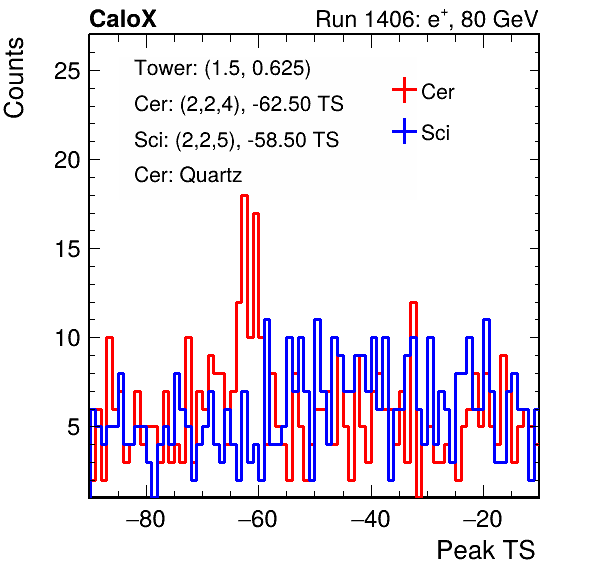 CaloX Run 1406: e⁺, 80 GeV
Counts
Tower: (1.5, 0.625)
Cer: (2,2,4), -62.50 TS
Sci: (2,2,5), -58.50 TS
Cer: Quartz
Cer
Sci
25
20
15
10
5
−80 −60 −40 −20
Peak TS